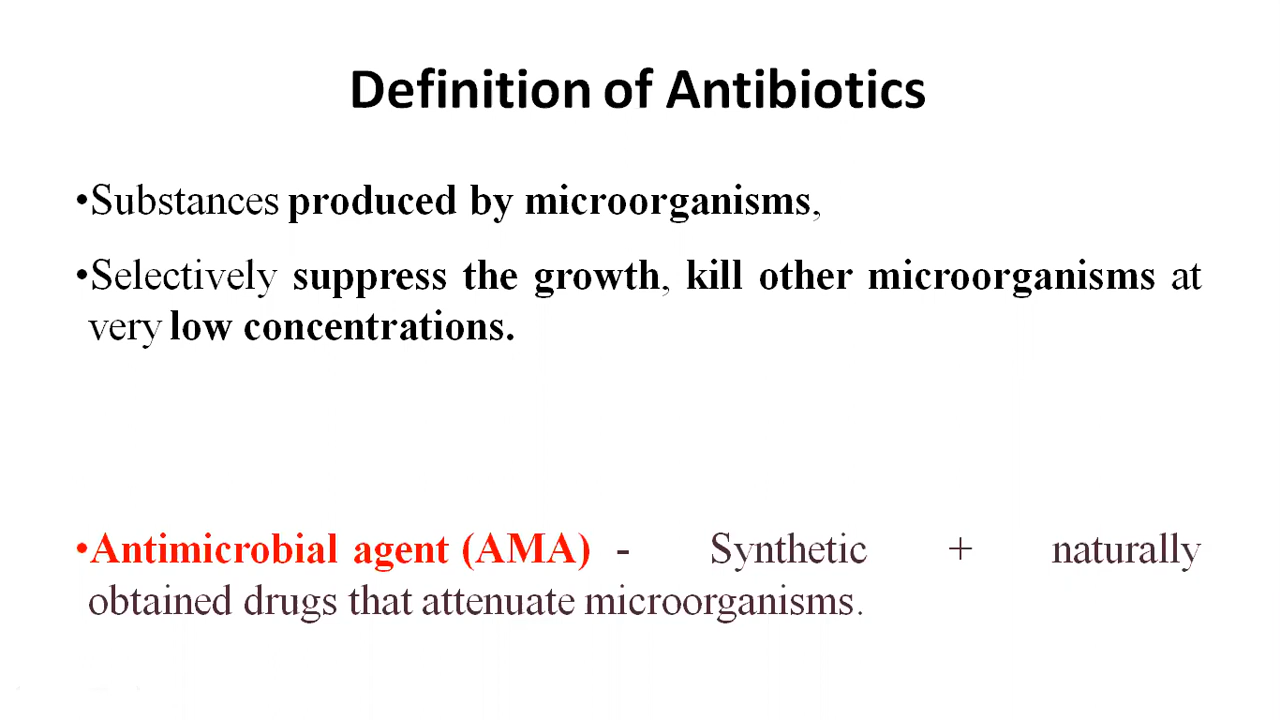 Definition of Antibiotics
•Substances produced by microorganisms,
•Selectively suppress the growth, kill other microorganisms at
very low concentrations.
•Antimicrobial agent (AMA) - Synthetic + naturally
obtained drugs that attenuate microorganisms.